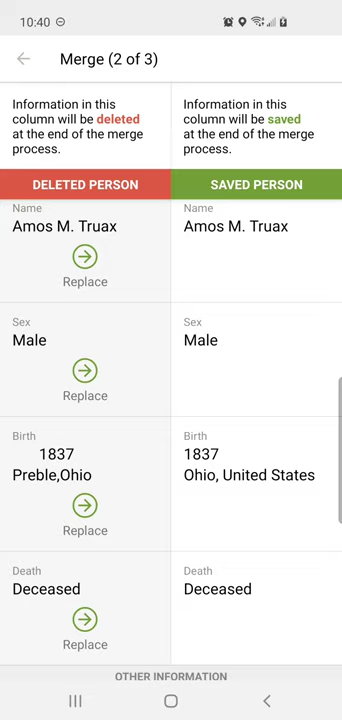 10:40
Merge (2 of 3)
Information in this
column will be deleted
at the end of the merge
process.
Information in this
column will be saved
at the end of the merge
process.
DELETED PERSON
SAVED PERSON
Name
Amos M. Truax
Replace
Name
Amos M. Truax
Sex
Male
Replace
Sex
Male
Birth
1837
Preble,Ohio
Replace
Birth
1837
Ohio, United States
Death
Deceased
Replace
Death
Deceased
OTHER INFORMATION